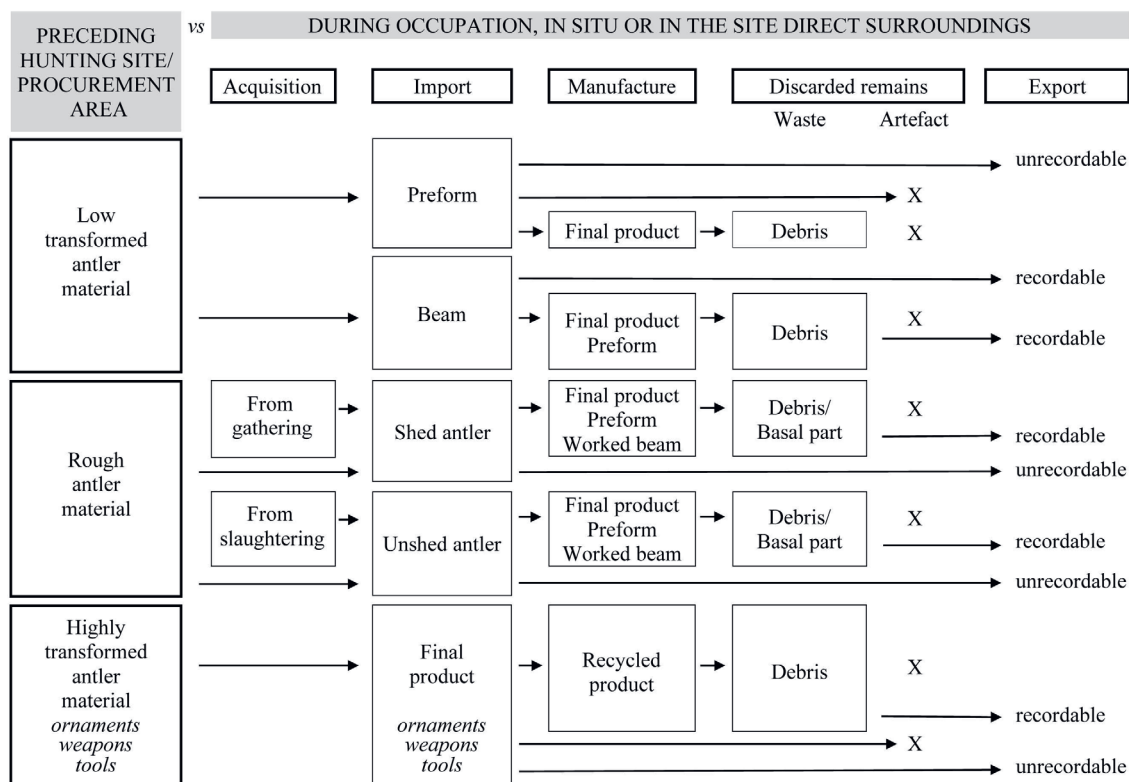 PRECEDING
HUNTING SITE/
PROCUREMENT
AREA
vs
DURING OCCUPATION, IN SITU OR IN THE SITE DIRECT SURROUNDINGS
Acquisition
Import
Manufacture
Discarded remains
Export
Waste
Artefact
Low
transformed
antler
material
Preform
unrecordable
X
Final product
Debris
X
Beam
recordable
Final product
Preform
Debris
X
recordable
Rough
antler
material
From
gathering
Shed antler
Final product
Preform
Worked beam
Debris/
Basal part
X
recordable
unrecordable
From
slaughtering
Unshed antler
Final product
Preform
Worked beam
Debris/
Basal part
X
recordable
unrecordable
Highly
transformed
antler
material
ornaments
weapons
tools
Final
product
ornaments
weapons
tools
Recycled
product
Debris
X
recordable
X
unrecordable